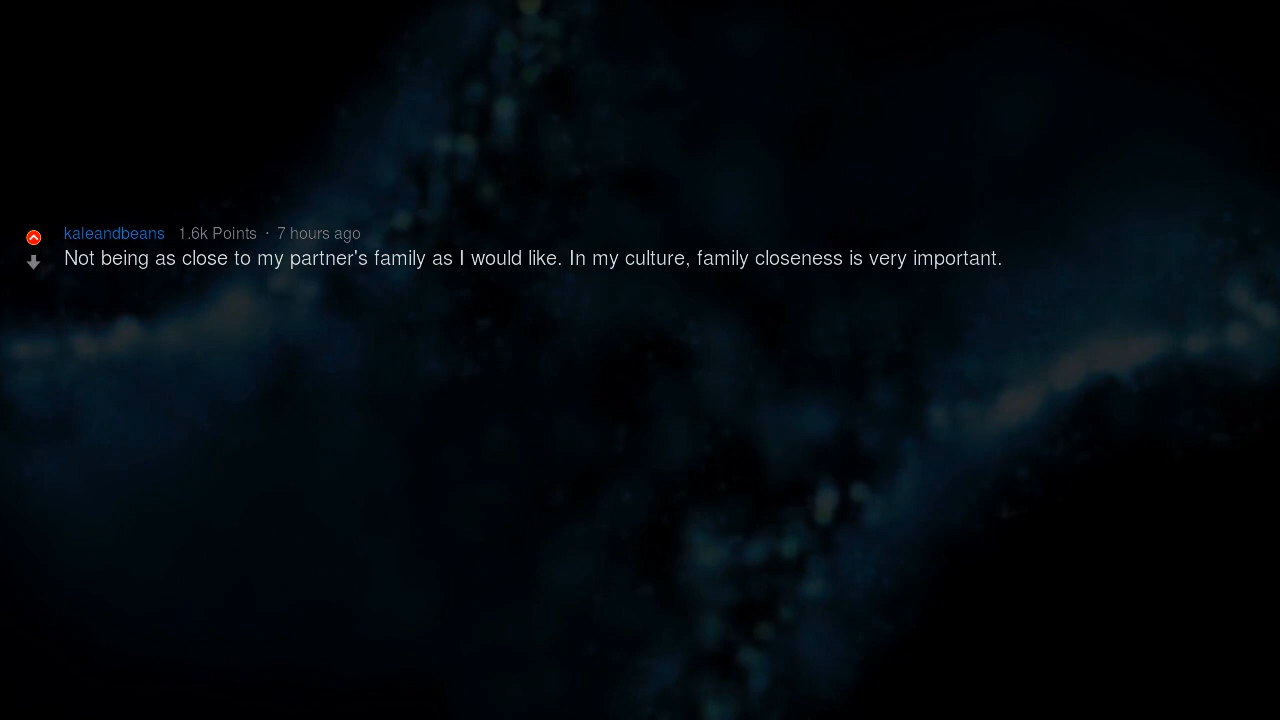 kaleandbeans 1.6k Points · 7 hours ago
Not being as close to my partner's family as I would like. In my culture, family closeness is very important.